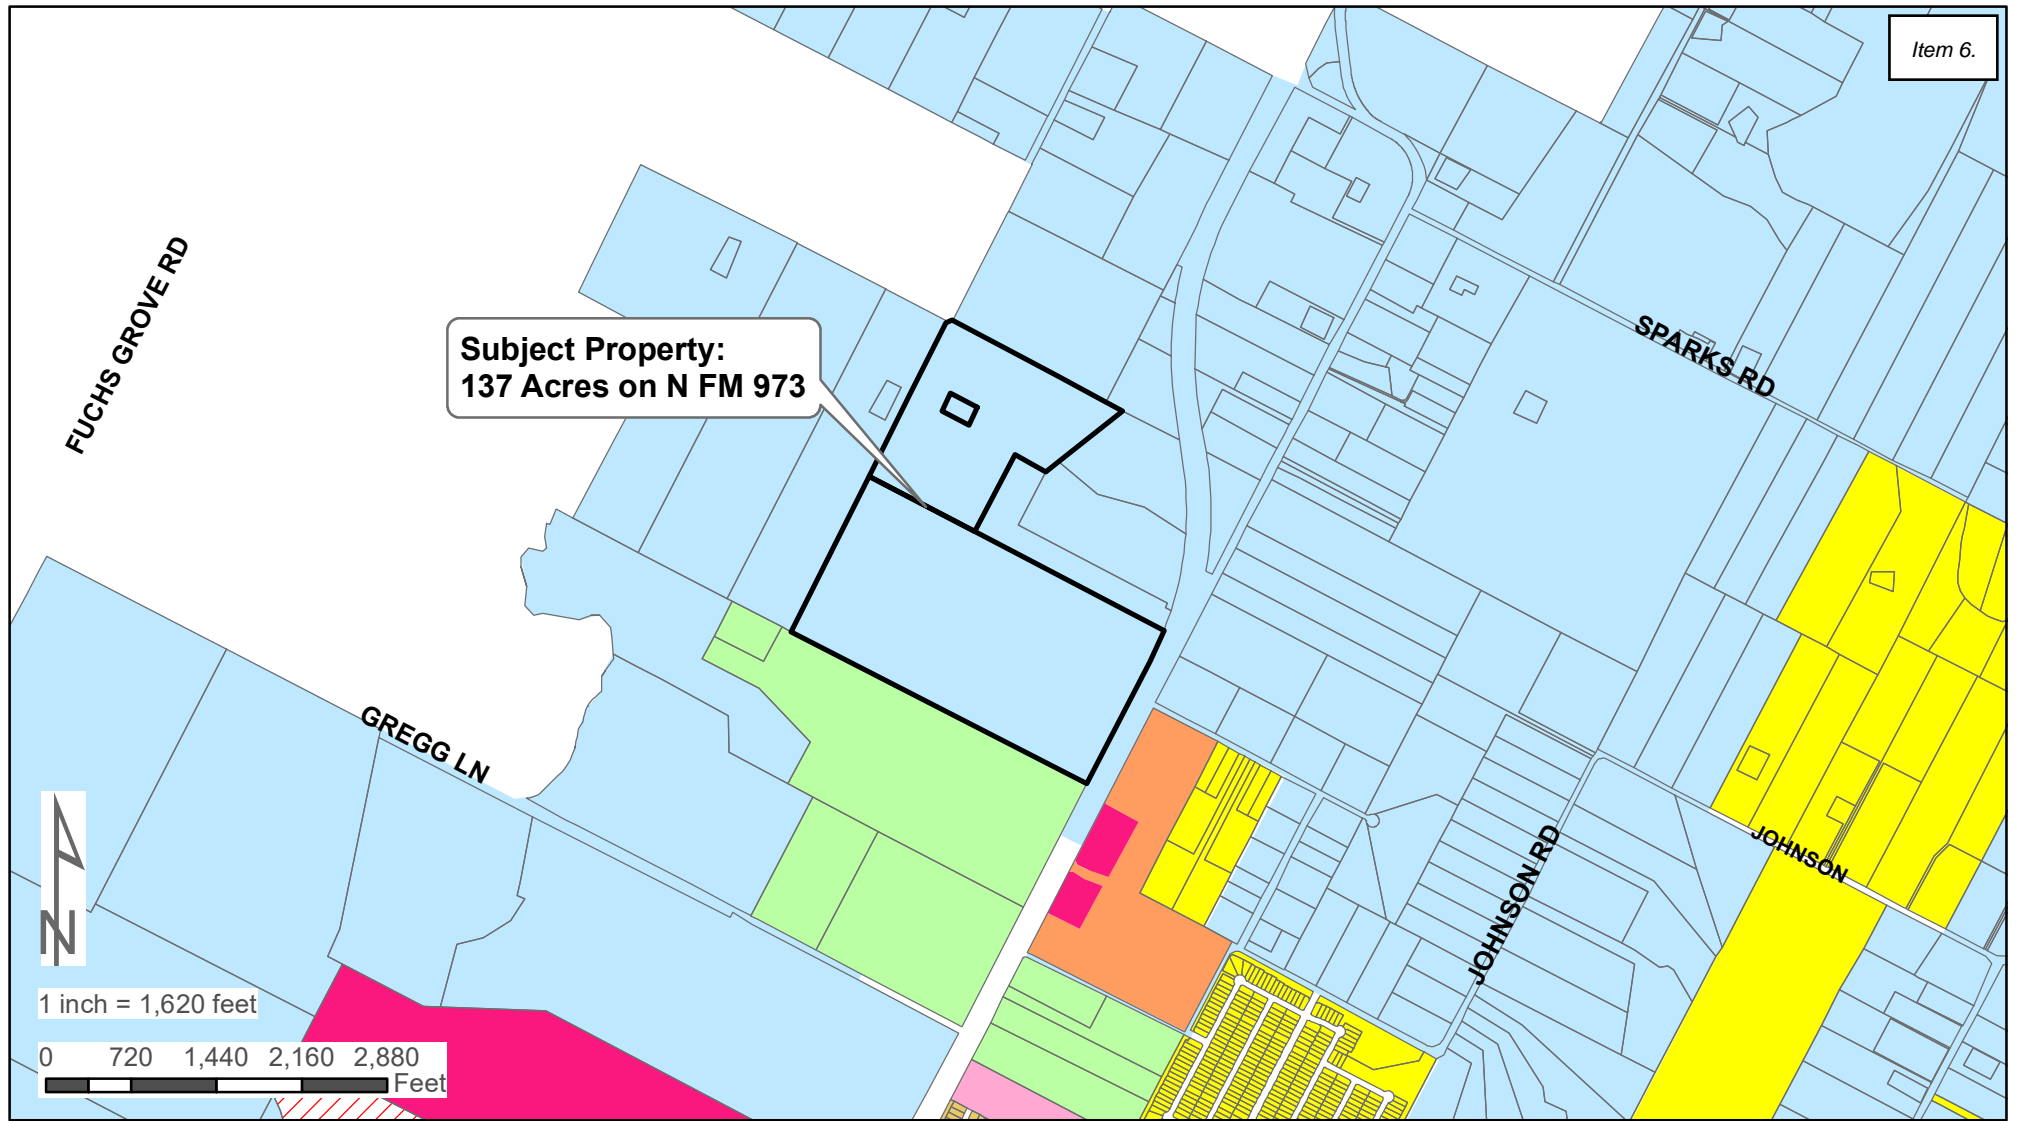 Item 6.
FUCHS GROVE RD
Subject Property:
137 Acres on N FM 973
SPARKS RD
GREGG LN
JOHNSON RD
JOHNSON
N
1 inch = 1,620 feet
0 720 1,440 2,160 2,880
Feet